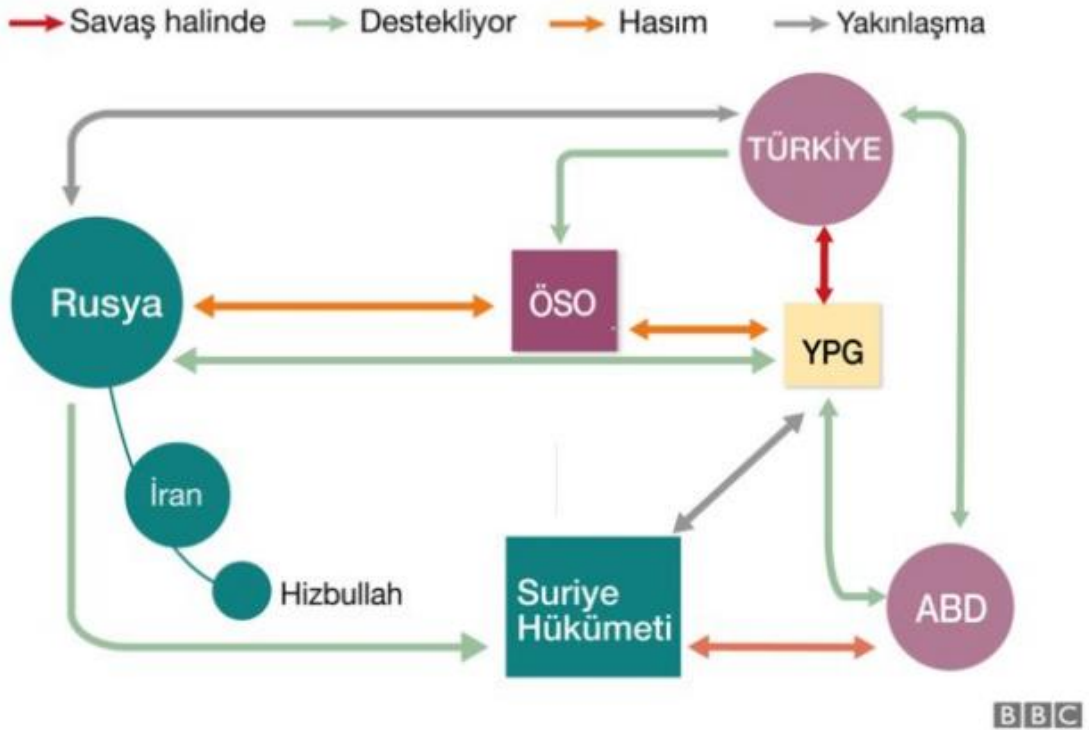 Savaş halinde Destekliyor Hasım Yakınlaşma
TÜRKİYE
Rusya
ÖSO
YPG
İran
Hizbullah
Suriye
Hükümeti
ABD
BBC